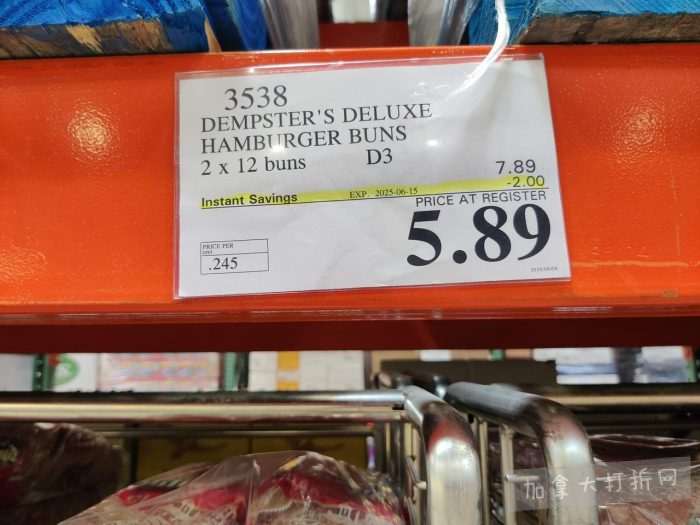 3538
DEMPSTER'S DELUXE
HAMBURGER BUNS
2 x 12 buns D3
7.89
Instant Savings EXP. 2025-06-15 -2.00
PRICE AT REGISTER
5.89
PRICE PER
.245
加拿大打折网